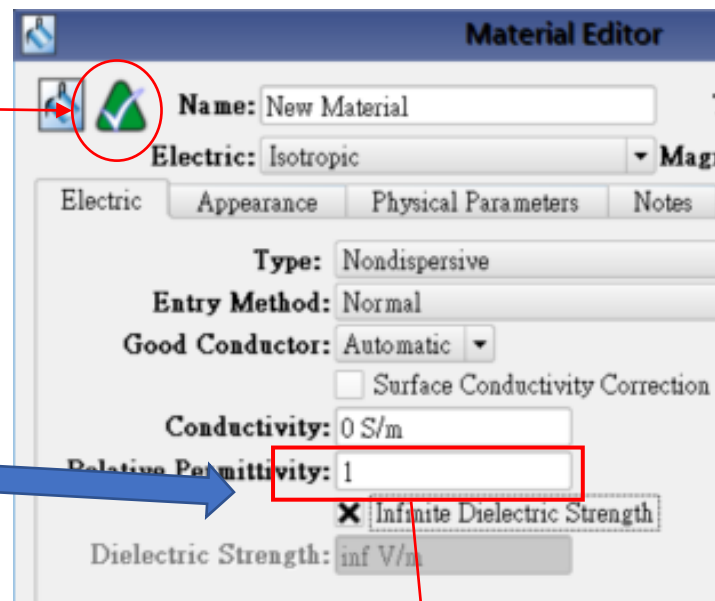 Material Editor
Name: New Material
Electric: Isotropic
Electric Appearance Physical Parameters Notes
Type: Nondispersive
Entry Method: Normal
Good Conductor: Automatic
Surface Conductivity Correction
Conductivity: 0 S/m
Relative Permittivity: 1
Infinite Dielectric Strength
Dielectric Strength: inf V/m